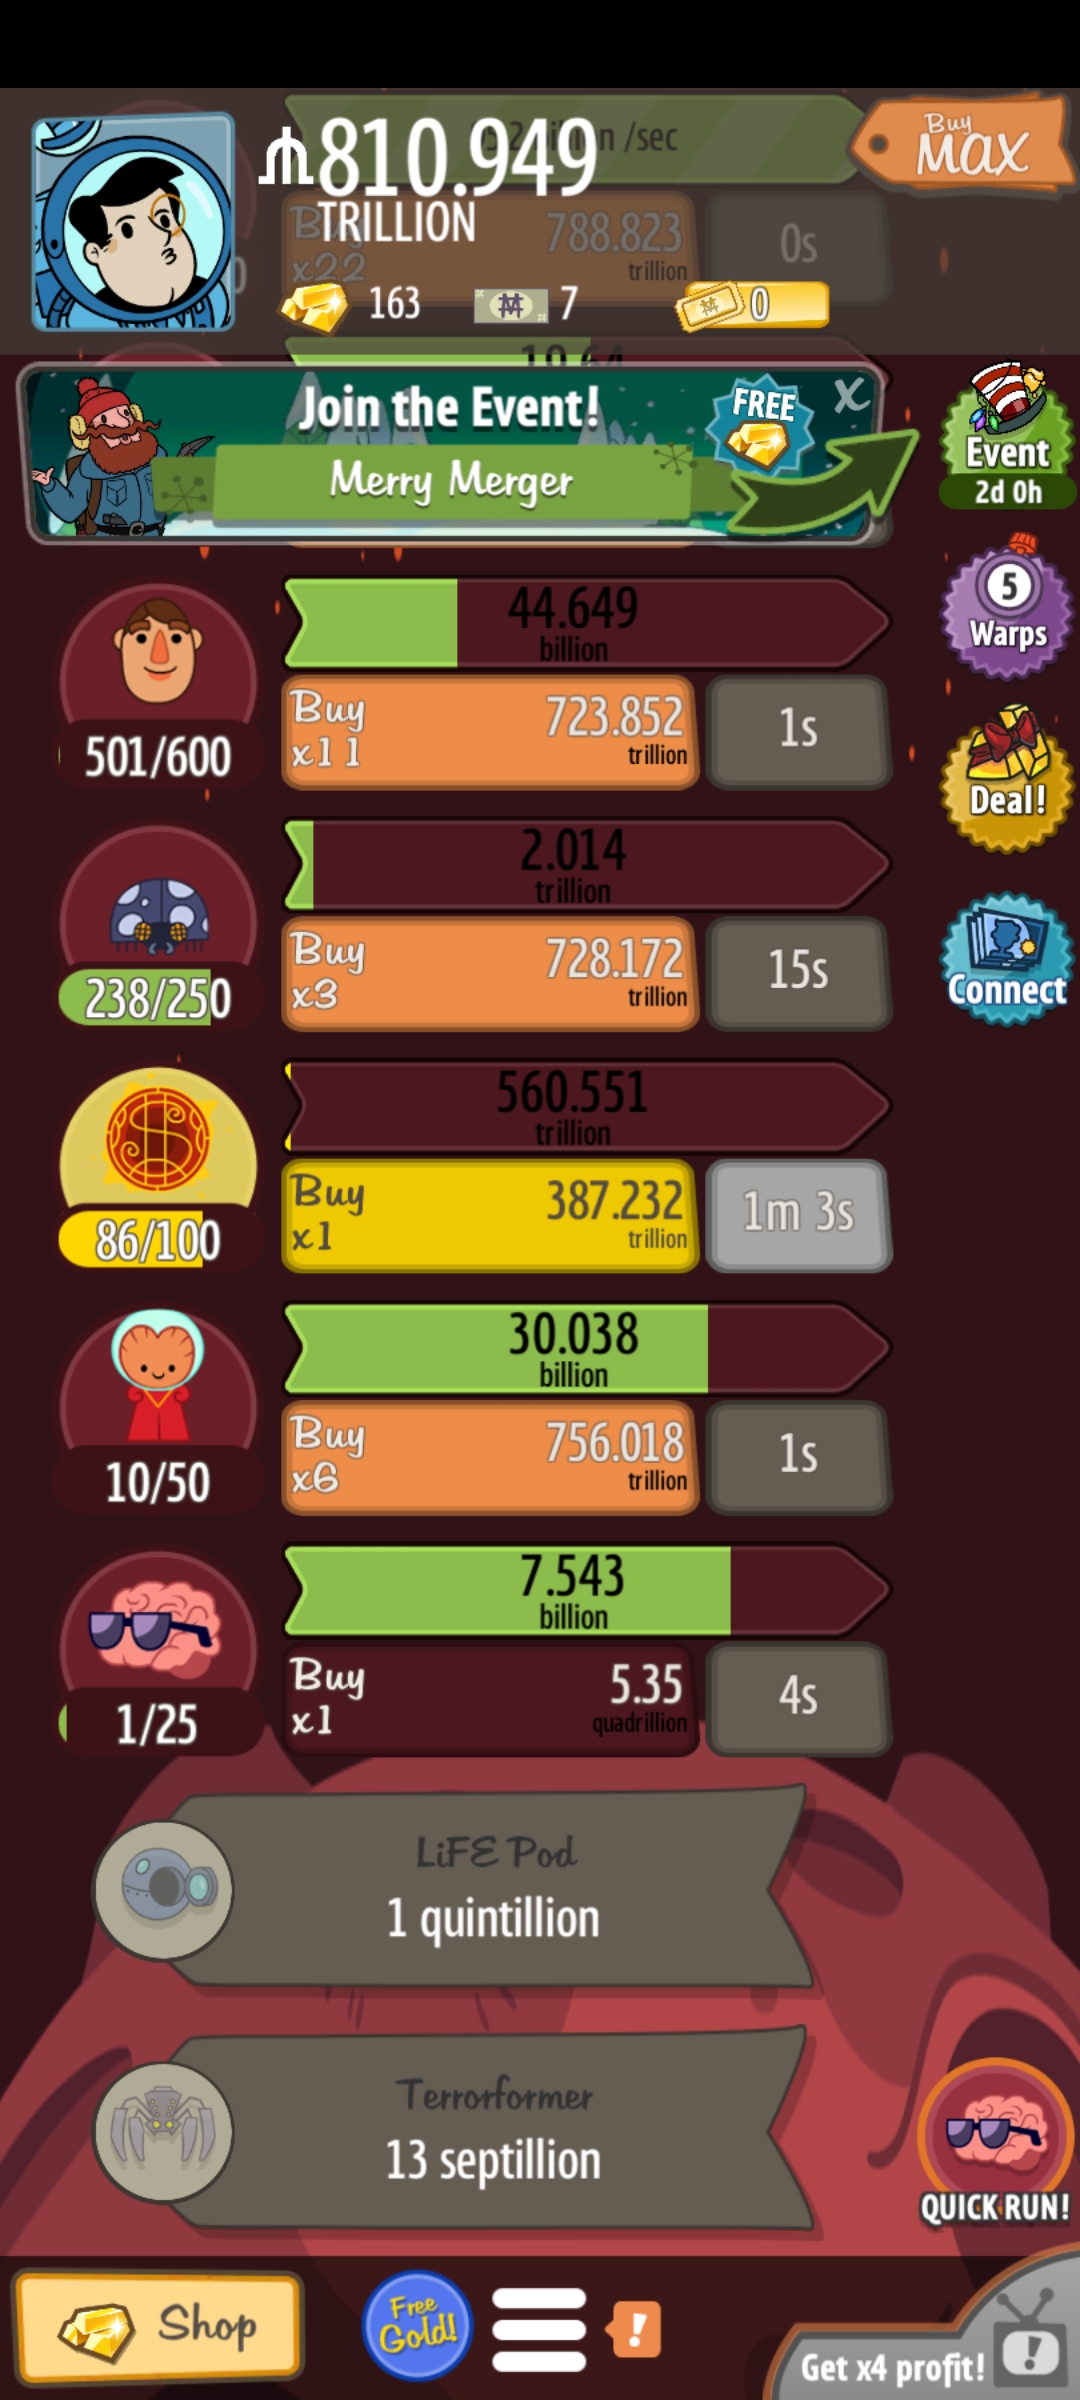 /sec
810.949
TRILLION
Buy
MAX
788.823
x22
trillion
0s
163
7
0
19.64
Join the Event!
FREE
X
Merry Merger
Event
2d 0h
44.649
billion
5
Warps
Buy
723.852
x11
trillion
1s
501/600
Deal!
2.014
trillion
Buy
728.172
x3
trillion
15s
238/250
Connect
560.551
trillion
Buy
387.232
x1
trillion
1m 3s
86/100
30.038
billion
Buy
756.018
x6
trillion
1s
10/50
7.543
billion
Buy
5.35
x1
quadrillion
4s
1/25
LiFE Pod
1 quintillion
Terrorformer
13 septillion
QUICK RUN!
Shop
Free
Gold!
!
Get x4 profit!
!